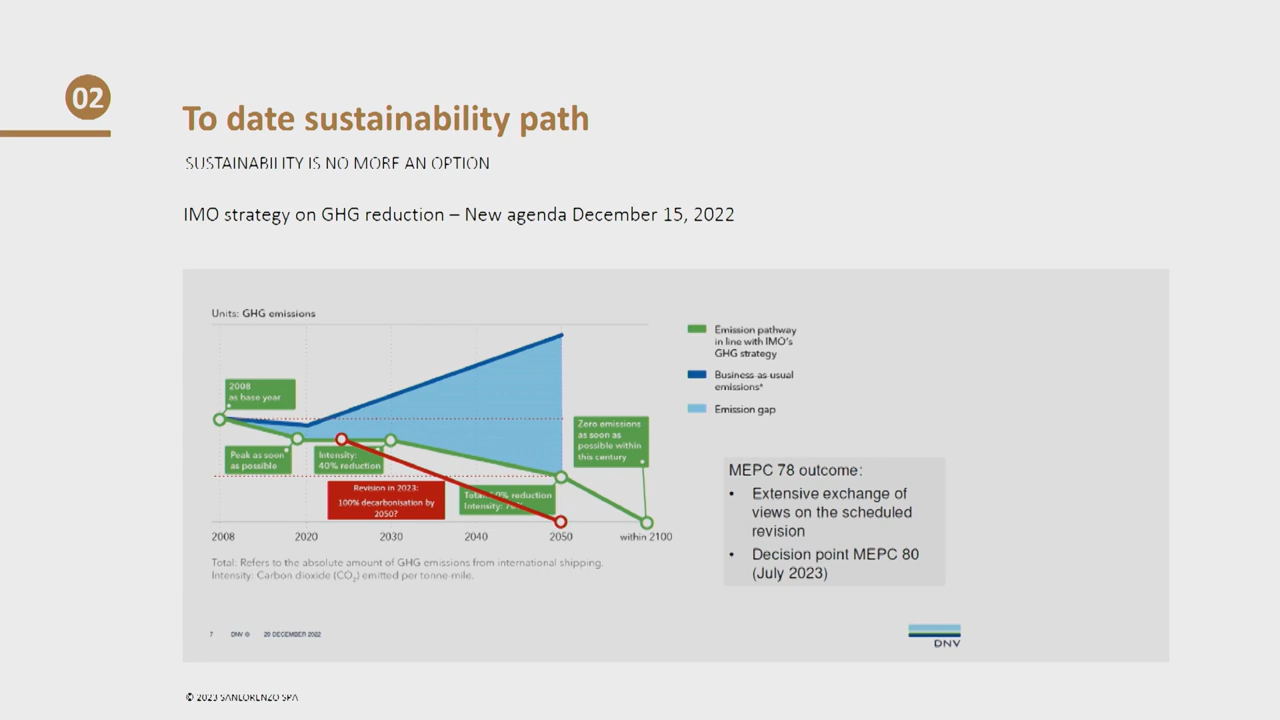 02
To date sustainability path
SUSTAINABILITY IS NO MORE AN OPTION
IMO strategy on GHG reduction – New agenda December 15, 2022
Units: GHG emissions
2008
as base year
Peak as soon
as possible
Intensity:
40% reduction
Revision in 2023:
100% decarbonisation by
2050?
Total: reduction
Intensity:
Zero emissions
as soon as
possible within
this century
2008 2020 2030 2040 2050 within 2100
Total: Refers to the absolute amount of GHG emissions from international shipping.
Intensity: Carbon dioxide (CO₂) emitted per tonne-mile.
Emission pathway
in line with IMO's
GHG strategy
Business as usual
emissions*
Emission gap
MEPC 78 outcome:
• Extensive exchange of
views on the scheduled
revision
• Decision point MEPC 80
(July 2023)
7 DNV © 20 DECEMBER 2022
DNV
© 2023 SANLORENZO SPA